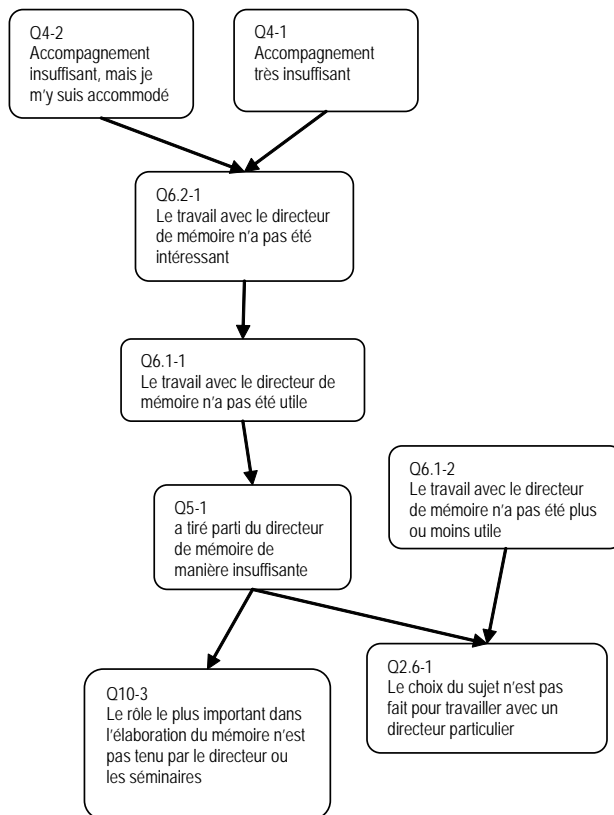 Q4-2
Accompagnement
insuffisant, mais je
m'y suis accommodé
Q4-1
Accompagnement
très insuffisant
Q6.2-1
Le travail avec le directeur
de mémoire n'a pas été
intéressant
Q6.1-1
Le travail avec le directeur de
mémoire n'a pas été utile
Q6.1-2
Le travail avec le directeur
de mémoire n'a pas été plus
ou moins utile
Q5-1
a tiré parti du directeur
de mémoire de
manière insuffisante
Q2.6-1
Le choix du sujet n'est pas
fait pour travailler avec un
directeur particulier
Q10-3
Le rôle le plus important dans
l'élaboration du mémoire n'est
pas tenu par le directeur ou
les séminaires